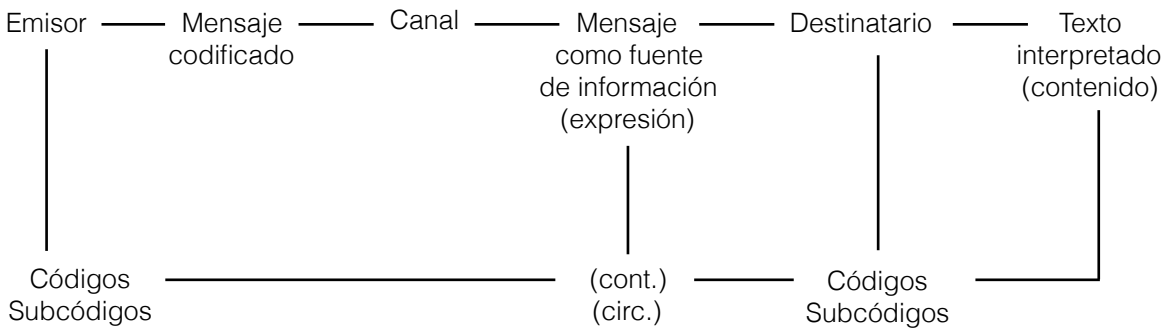 Emisor
Mensaje
codificado
Canal
Mensaje
como fuente
de información
(expresión)
Destinatario
Texto
interpretado
(contenido)
Códigos
Subcódigos
(cont.)
(circ.)
Códigos
Subcódigos